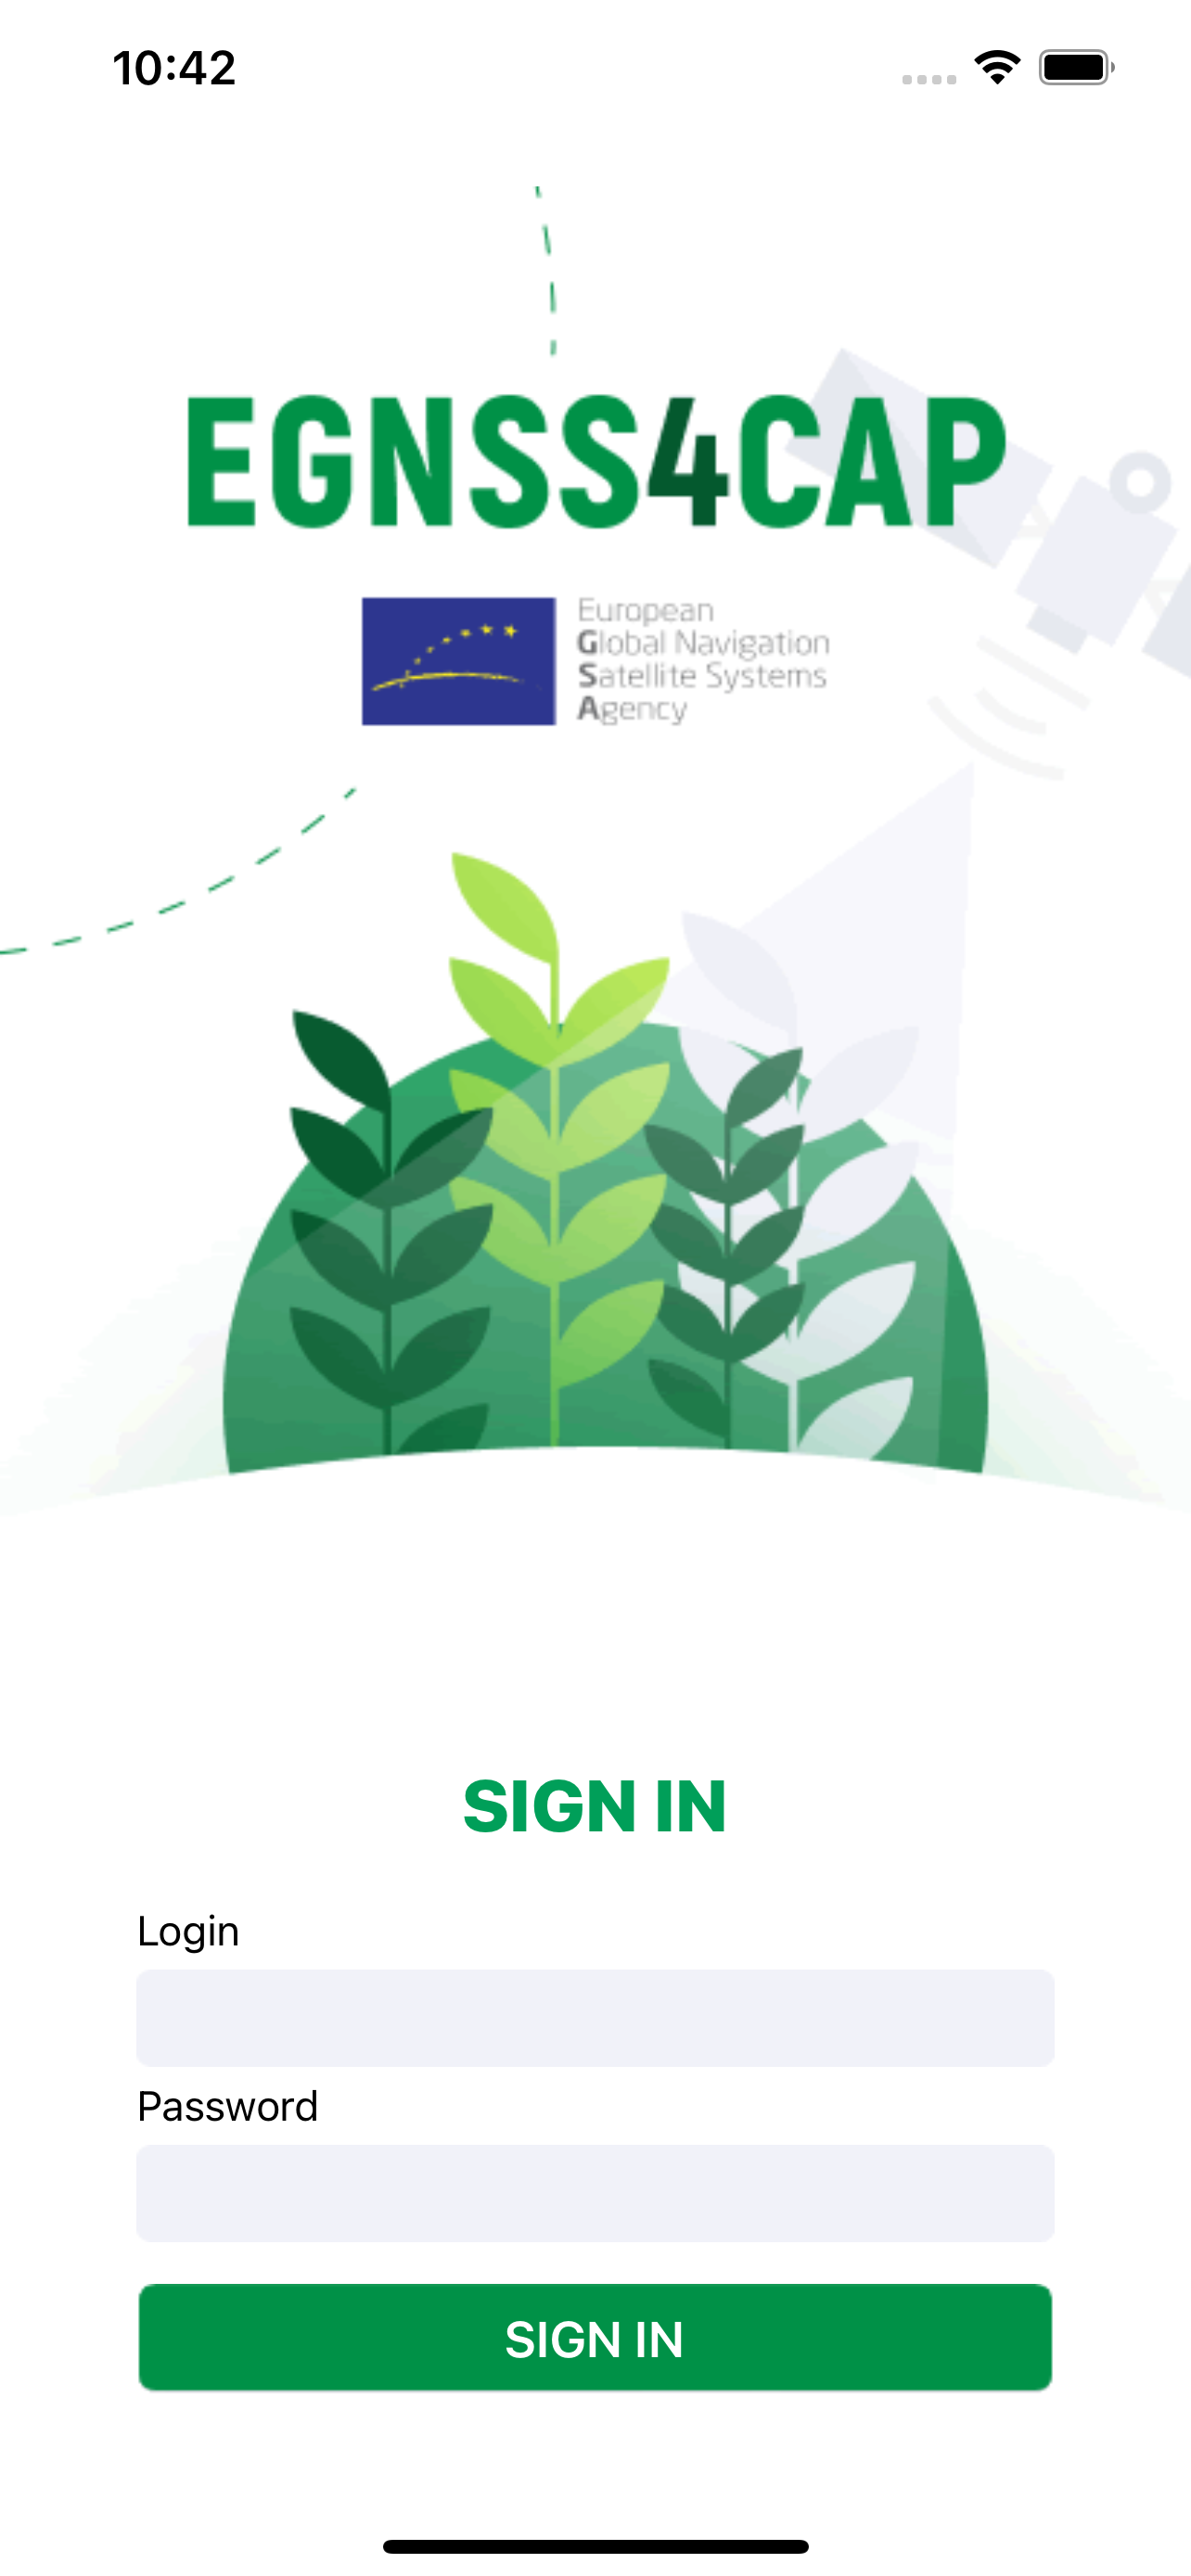 10:42
EGNSS4CAP
European
Global Navigation
Satellite Systems
Agency
SIGN IN
Login
Password
SIGN IN